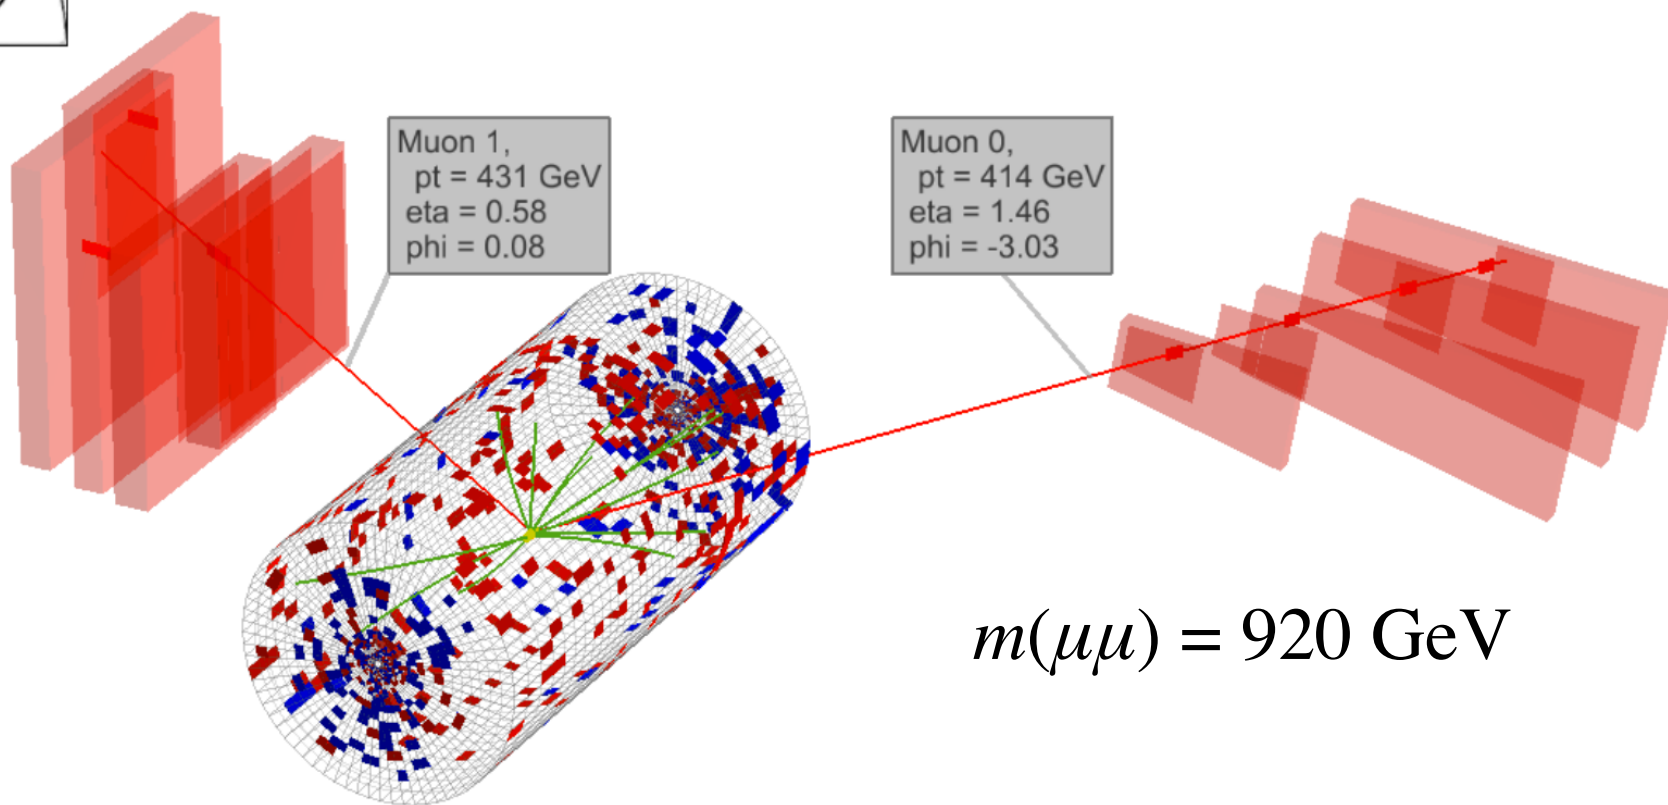 Muon 1,
pt = 431 GeV
eta = 0.58
phi = 0.08
Muon 0,
pt = 414 GeV
eta = 1.46
phi = -3.03
m(μμ) = 920 GeV